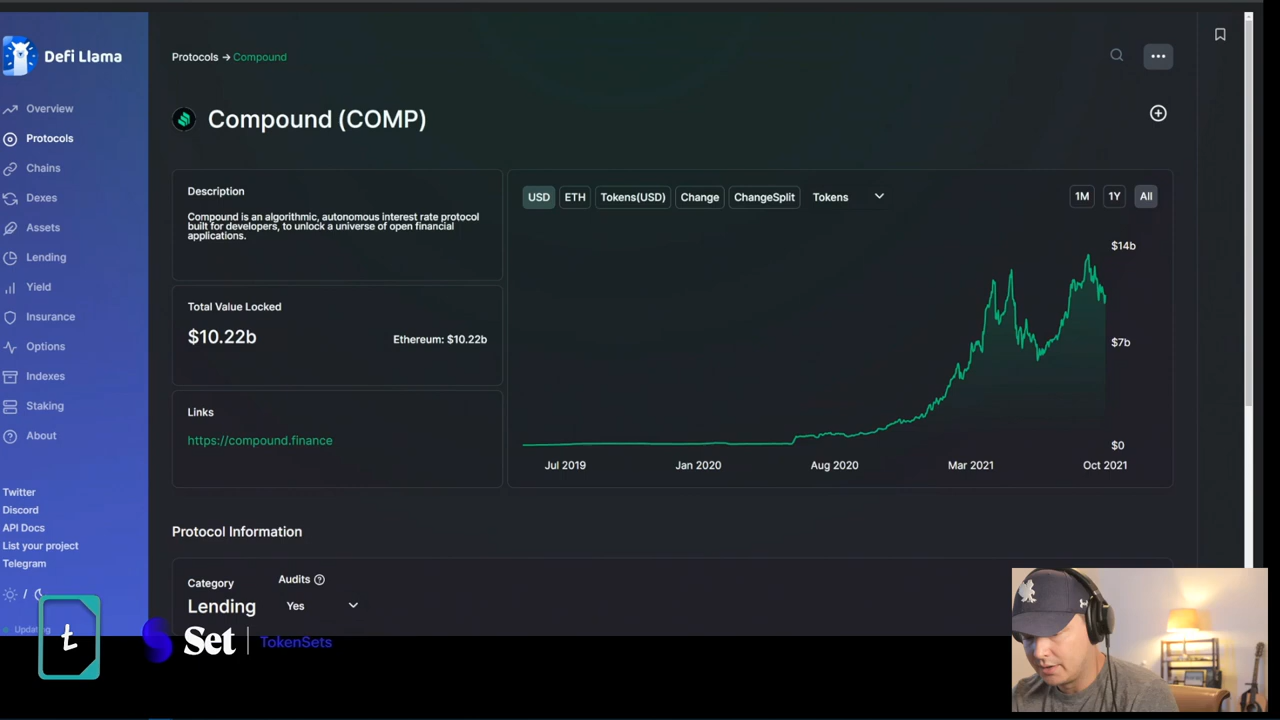 Defi Llama
Overview
Protocols
Chains
Dexes
Assets
Lending
Yield
Insurance
Options
Indexes
Staking
About
Twitter
Discord
API Docs
List your project
Telegram
/
Updating
Protocols → Compound
Compound (COMP)
Description
Compound is an algorithmic, autonomous interest rate protocol
built for developers, to unlock a universe of open financial
applications.
Total Value Locked
$10.22b
Ethereum: $10.22b
Links
https://compound.finance
USD ETH Tokens(USD) Change ChangeSplit Tokens
1M 1Y All
$14b
$7b
$0
Jul 2019 Jan 2020 Aug 2020 Mar 2021 Oct 2021
Protocol Information
Category
Lending
Audits
Yes
Set | TokenSets